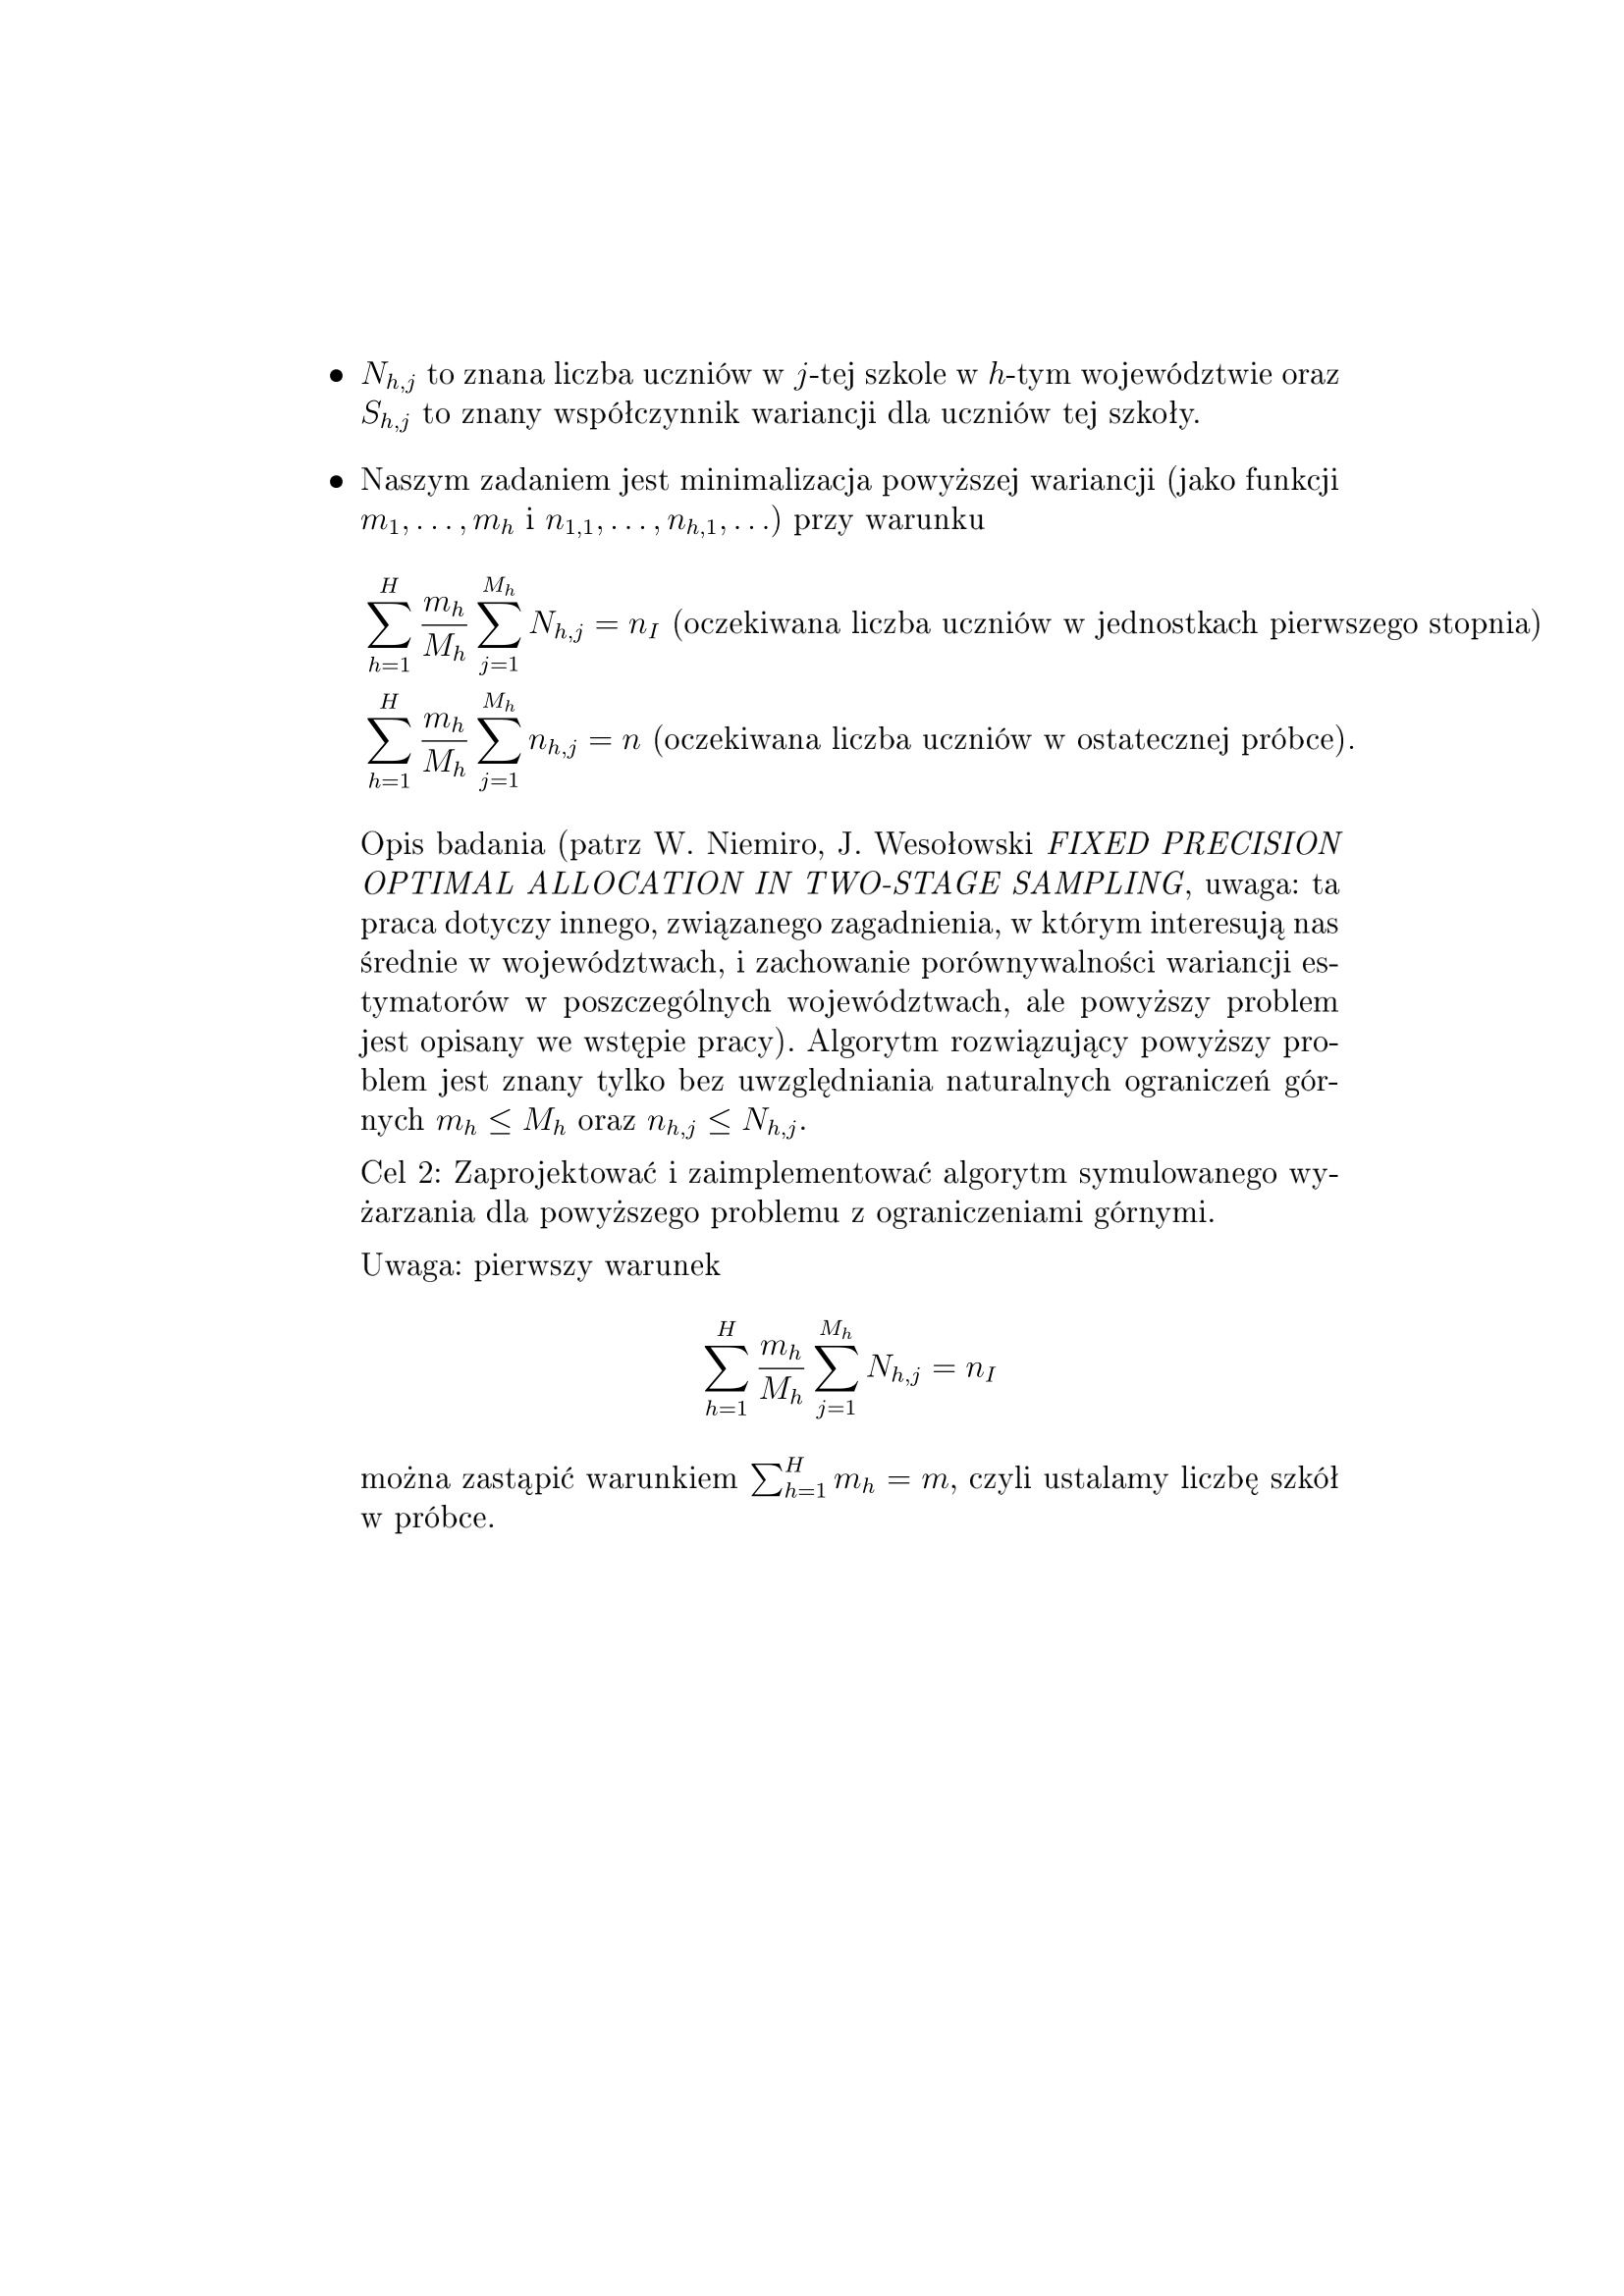 • $N_{h,j}$ to znana liczba uczniów w $j$-tej szkole w $h$-tym województwie oraz
$S_{h,j}$ to znany współczynnik wariancji dla uczniów tej szkoły.
• Naszym zadaniem jest minimalizacja powyższej wariancji (jako funkcji
$m_1, \ldots, m_h$ i $n_{1,1}, \ldots, n_{h,1}, \ldots$) przy warunku
$\sum_{h=1}^{H} \frac{m_h}{M_h} \sum_{j=1}^{M_h} N_{h,j} = n_I$ (oczekiwana liczba uczniów w jednostkach pierwszego stopnia)
$\sum_{h=1}^{H} \frac{m_h}{M_h} \sum_{j=1}^{M_h} n_{h,j} = n$ (oczekiwana liczba uczniów w ostatecznej próbce).
Opis badania (patrz W. Niemiro, J. Wesołowski FIXED PRECISION
OPTIMAL ALLOCATION IN TWO-STAGE SAMPLING, uwaga: ta
praca dotyczy innego, związanego zagadnienia, w którym interesują nas
średnie w województwach, i zachowanie porównywalności wariancji es-
tymatorów w poszczególnych województwach, ale powyższy problem
jest opisany we wstępie pracy). Algorytm rozwiązujący powyższy pro-
blem jest znany tylko bez uwzględniania naturalnych ograniczeń gór-
nych $m_h \leq M_h$ oraz $n_{h,j} \leq N_{h,j}$.
Cel 2: Zaprojektować i zaimplementować algorytm symulowanego wy-
żarzania dla powyższego problemu z ograniczeniami górnymi.
Uwaga: pierwszy warunek
$\sum_{h=1}^{H} \frac{m_h}{M_h} \sum_{j=1}^{M_h} N_{h,j} = n_I$
można zastąpić warunkiem $\sum_{h=1}^{H} m_h = m$, czyli ustalamy liczbę szkół
w próbce.